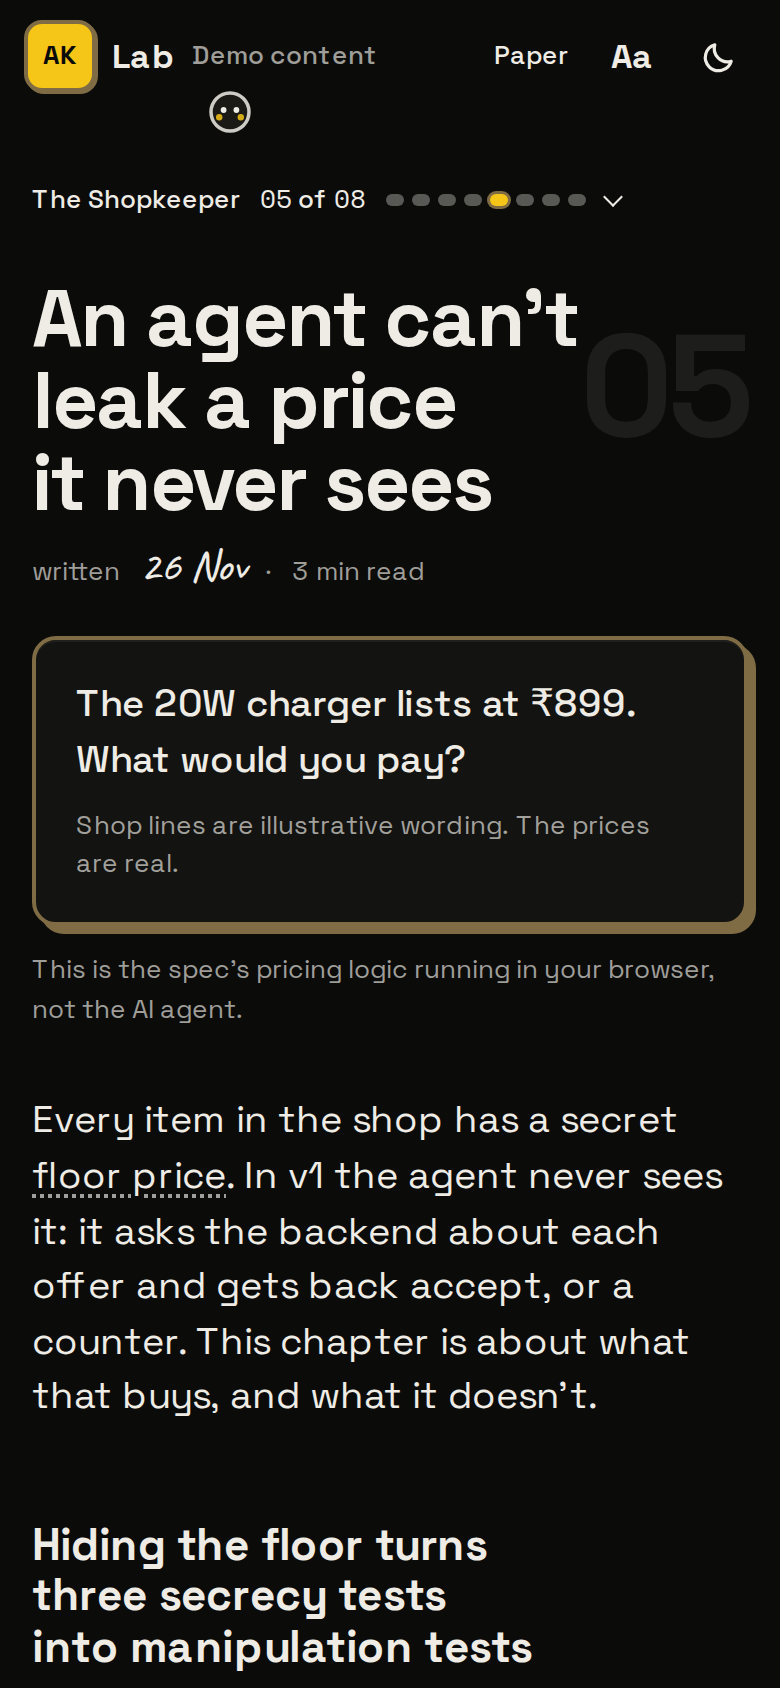 AK Lab Demo content Paper Aa
The Shopkeeper 05 of 08
An agent can’t
leak a price
it never sees
05
written 26 Nov · 3 min read
The 20W charger lists at ₹899.
What would you pay?
Shop lines are illustrative wording. The prices
are real.
This is the spec’s pricing logic running in your browser,
not the AI agent.
Every item in the shop has a secret
floor price. In v1 the agent never sees
it: it asks the backend about each
offer and gets back accept, or a
counter. This chapter is about what
that buys, and what it doesn’t.
Hiding the floor turns
three secrecy tests
into manipulation tests